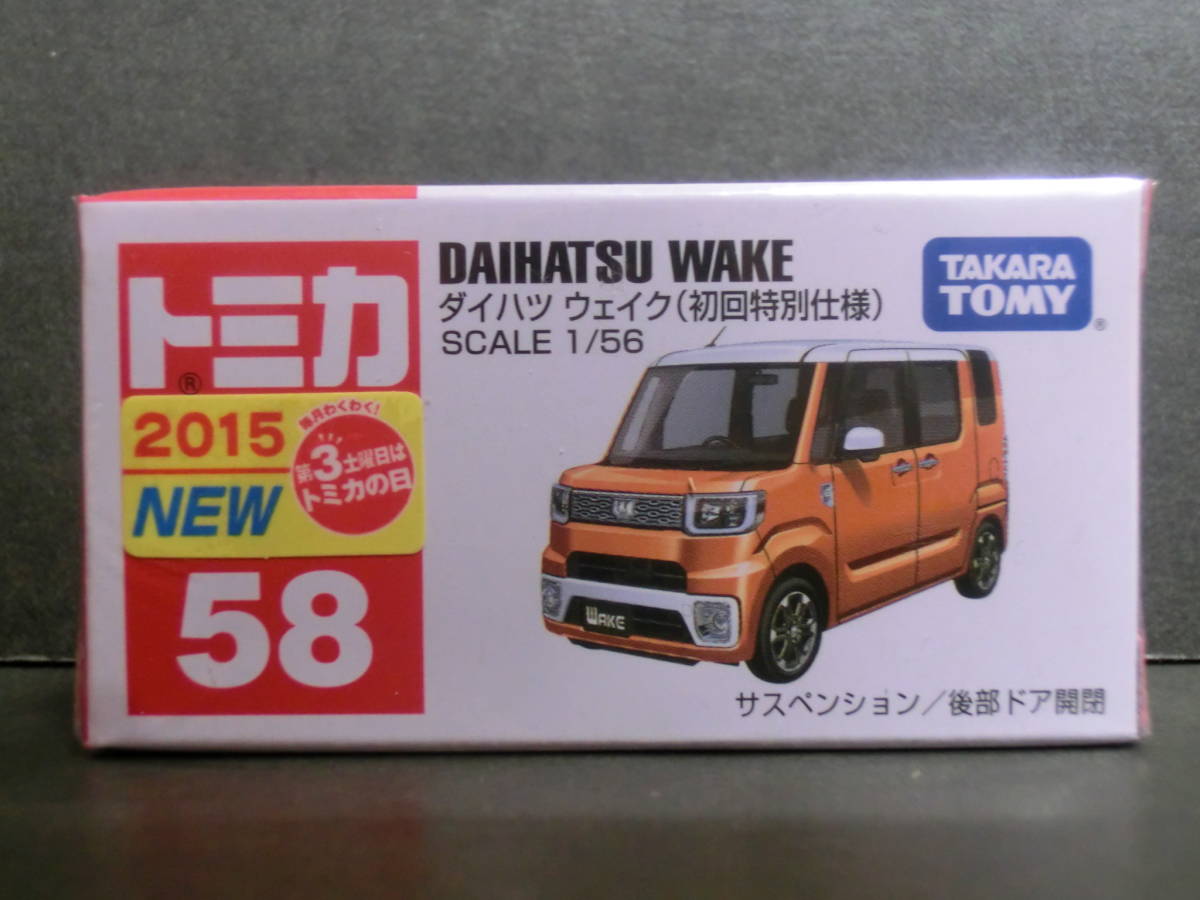 トミカ
®
2015
NEW
毎月わくわく!
第3土曜日は
トミカの日
58
DAIHATSU WAKE
ダイハツ ウェイク(初回特別仕様)
SCALE 1/56
TAKARA
TOMY
®
WAKE
サスペンション/後部ドア開閉